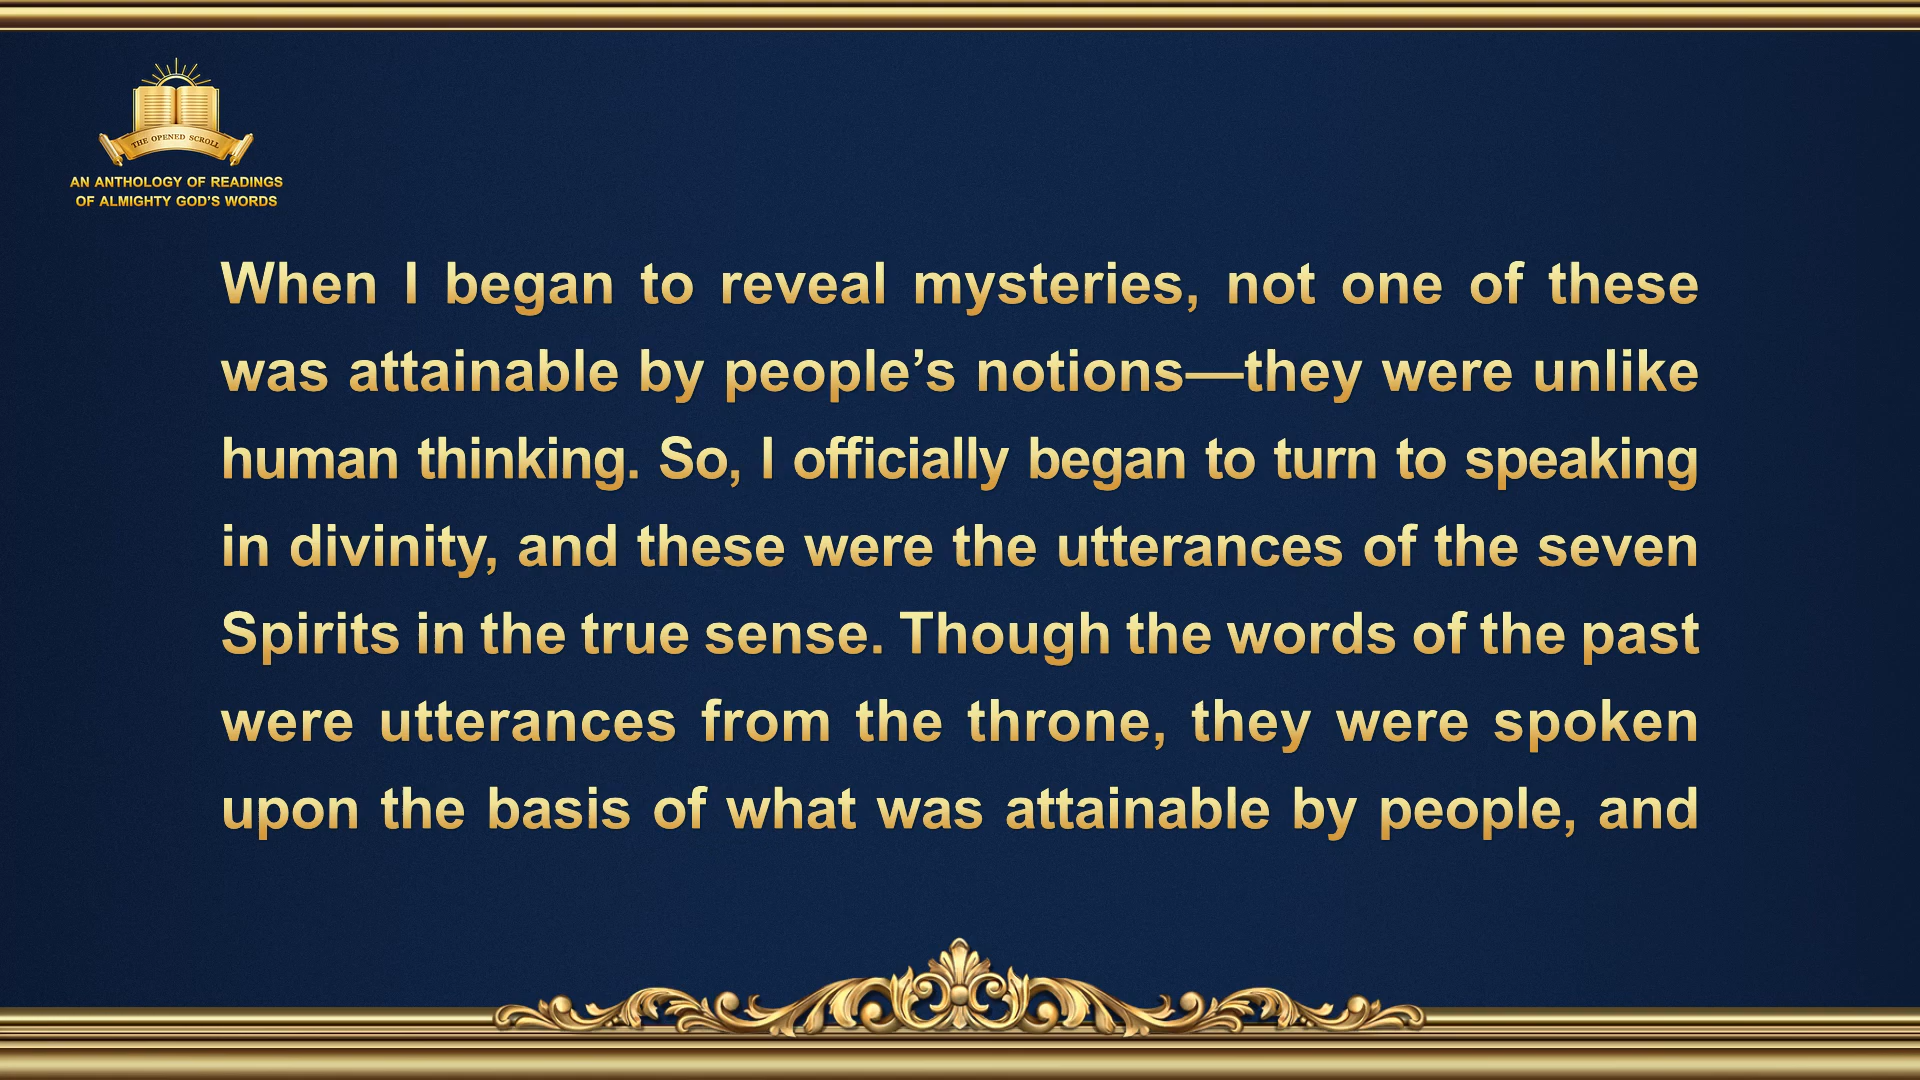 THE OPENED SCROLL
AN ANTHOLOGY OF READINGS
OF ALMIGHTY GOD’S WORDS
When I began to reveal mysteries, not one of these
was attainable by people’s notions—they were unlike
human thinking. So, I officially began to turn to speaking
in divinity, and these were the utterances of the seven
Spirits in the true sense. Though the words of the past
were utterances from the throne, they were spoken
upon the basis of what was attainable by people, and